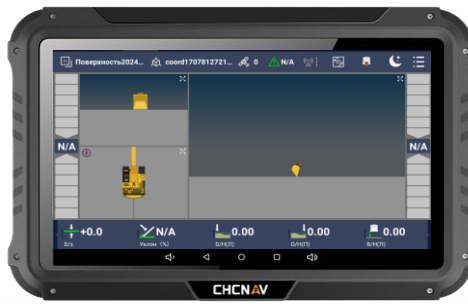 Поверхность2024... coord1707812721... 0 N/A
N/A N/A
+0.0 N/A 0.00 0.00 0.00
D/з Уклон (%) D/H(Л) D/H(П) В/Н(Л)
CHCNAV